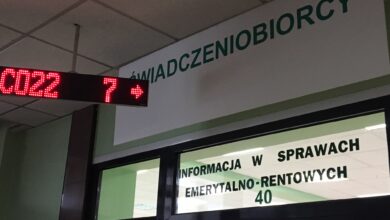 C022 7 →
ŚWIADCZENIOBIORCY
INFORMACJA W SPRAWACH
EMERYTALNO-RENTOWYCH
40